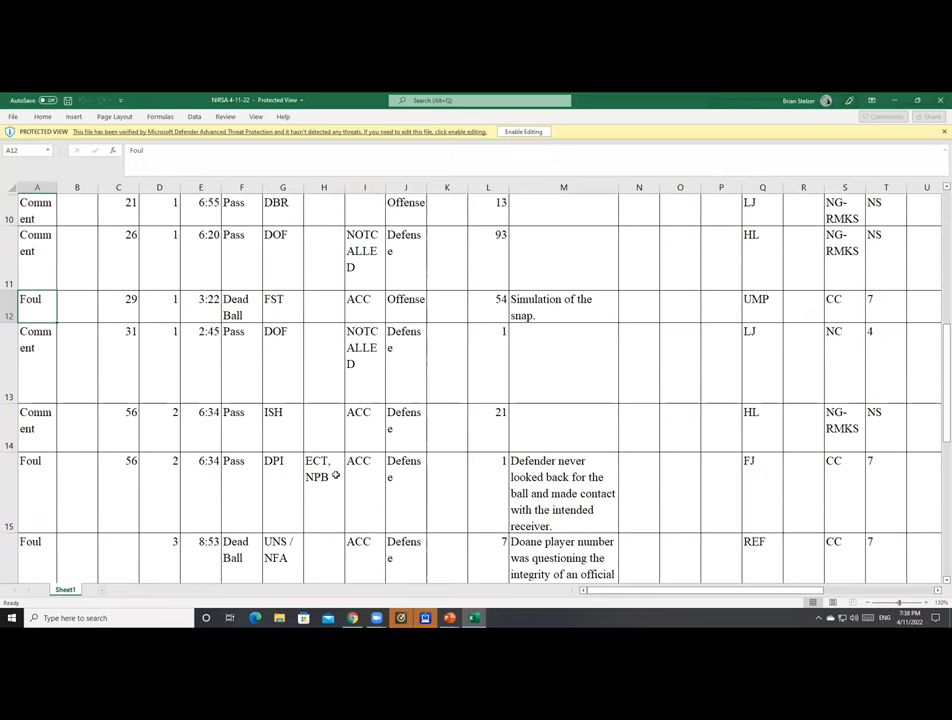 AutoSave Off NIRSA 4-11-22 - Protected View Search (Alt+Q) Brian Stelzer
File Home Insert Page Layout Formulas Data Review View Help Comments Share
PROTECTED VIEW This file has been verified by Microsoft Defender Advanced Threat Protection and it hasn't detected any threats. If you need to edit this file, click enable editing. Enable Editing
A12 fx Foul
A B C D E F G H I J K L M N O P Q R S T U
Comm 21 1 6:55 Pass DBR Offense 13 LJ NG- NS
10 ent RMKS
Comm 26 1 6:20 Pass DOF NOTC Defens 93 HL NG- NS
ent ALLE e RMKS
D
11
Foul 29 1 3:22 Dead FST ACC Offense 54 Simulation of the UMP CC 7
12 Ball snap.
Comm 31 1 2:45 Pass DOF NOTC Defens 1 LJ NC 4
ent ALLE e
D
13
Comm 56 2 6:34 Pass ISH ACC Defens 21 HL NG- NS
ent e RMKS
14
Foul 56 2 6:34 Pass DPI ECT, ACC Defens 1 Defender never FJ CC 7
NPB e looked back for the
ball and made contact
with the intended
15 receiver.
Foul 3 8:53 Dead UNS / ACC Defens 7 Doane player number REF CC 7
Ball NFA e was questioning the
integrity of an official
Sheet1
Ready 130%
Type here to search ENG 7:38 PM
4/11/2022